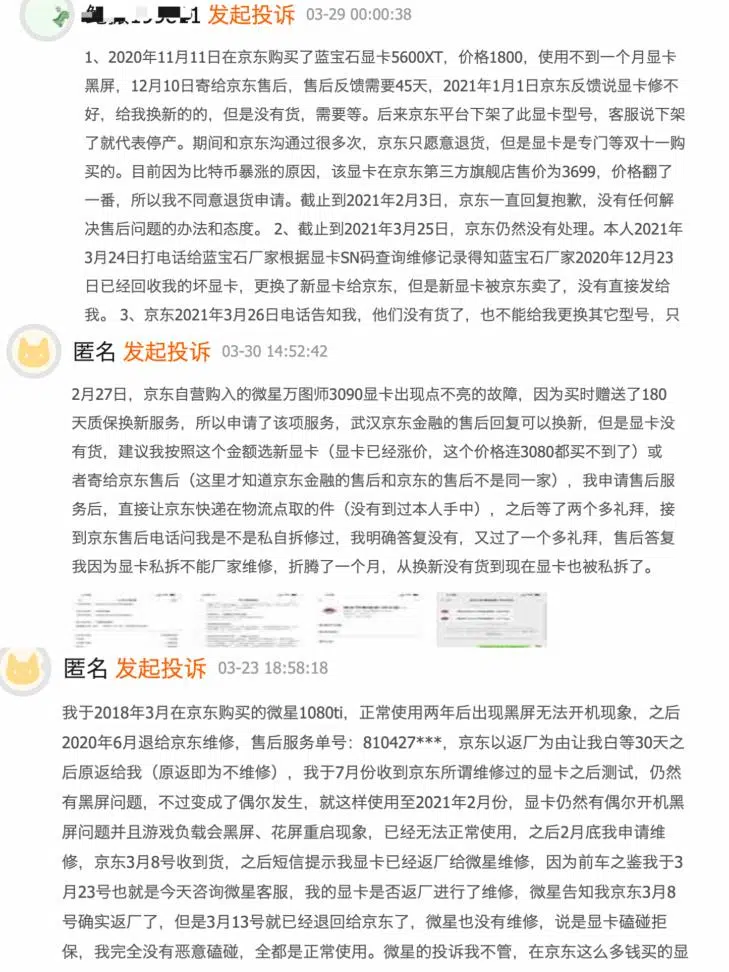 发起投诉 03-29 00:00:38
1、2020年11月11日在京东购买了蓝宝石显卡5600XT，价格1800，使用不到一个月显卡
黑屏，12月10日寄给京东售后，售后反馈需要45天，2021年1月1日京东反馈说显卡修不
好，给我换新的的，但是没有货，需要等。后来京东平台下架了此显卡型号，客服说下架
了就代表停产。期间和京东沟通过很多次，京东只愿意退货，但是显卡是专门等双十一购
买的。目前因为比特币暴涨的原因，该显卡在京东第三方旗舰店售价为3699，价格翻了
一番，所以我不同意退货申请。截止到2021年2月3日，京东一直回复抱歉，没有任何解
决售后问题的办法和态度。 2、截止到2021年3月25日，京东仍然没有处理。本人2021年
3月24日打电话给蓝宝石厂家根据显卡SN码查询维修记录得知蓝宝石厂家2020年12月23
日已经回收我的坏显卡，更换了新显卡给京东，但是新显卡被京东卖了，没有直接发给
我。 3、京东2021年3月26日电话告知我，他们没有货了，也不能给我更换其它型号，只
匿名 发起投诉 03-30 14:52:42
2月27日，京东自营购入的微星万图师3090显卡出现点不亮的故障，因为买时赠送了180
天质保换新服务，所以申请了该项服务，武汉京东金融的售后回复可以换新，但是显卡没
有货，建议我按照这个金额选新显卡（显卡已经涨价，这个价格连3080都买不到了）或
者寄给京东售后（这里才知道京东金融的售后和京东的售后不是同一家），我申请售后服
务后，直接让京东快递在物流点取的件（没有到过本人手中），之后等了两个多礼拜，接
到京东售后电话问我是不是私自拆修过，我明确答复没有，又过了一个多礼拜，售后答复
我因为显卡私拆不能厂家维修，折腾了一个月，从换新没有货到现在显卡也被私拆了。
匿名 发起投诉 03-23 18:58:18
我于2018年3月在京东购买的微星1080ti，正常使用两年后出现黑屏无法开机现象，之后
2020年6月退给京东维修，售后服务单号：810427***，京东以返厂为由让我白等30天之
后原返给我（原返即为不维修），我于7月份收到京东所谓维修过的显卡之后测试，仍然
有黑屏问题，不过变成了偶尔发生，就这样使用至2021年2月份，显卡仍然有偶尔开机黑
屏问题并且游戏负载会黑屏、花屏重启现象，已经无法正常使用，之后2月底我申请维
修，京东3月8号收到货，之后短信提示我显卡已经返厂给微星维修，因为前车之鉴我于3
月23号也就是今天咨询微星客服，我的显卡是否返厂进行了维修，微星告知我京东3月8
号确实返厂了，但是3月13号就已经退回给京东了，微星也没有维修，说是显卡磕碰拒
保，我完全没有恶意磕碰，全都是正常使用。微星的投诉我不管，在京东这么多钱买的显